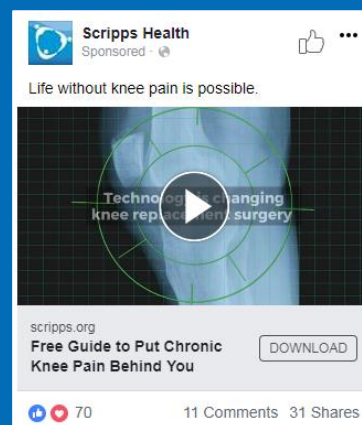 Scripps Health
Sponsored ·
Life without knee pain is possible.
Technology is changing
knee replacement surgery
scripps.org
Free Guide to Put Chronic
Knee Pain Behind You
DOWNLOAD
70
11 Comments 31 Shares